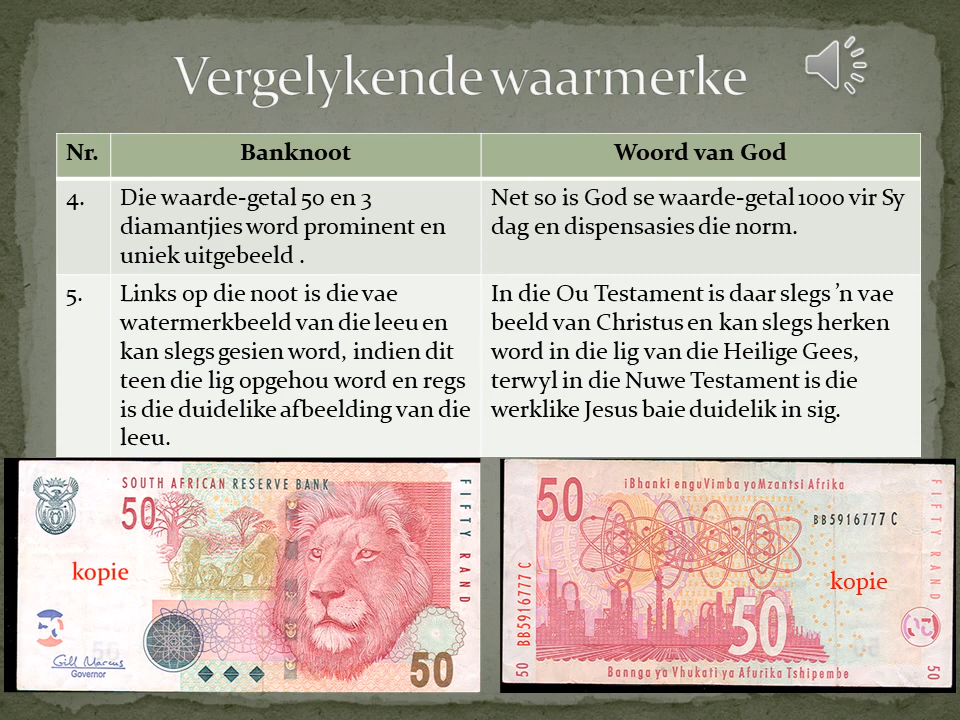 Vergelykende waarmerke
Nr.
Banknoot
Woord van God
4.
Die waarde-getal 50 en 3
diamantjies word prominent en
uniek uitgebeeld .
Net so is God se waarde-getal 1000 vir Sy
dag en dispensasies die norm.
5.
Links op die noot is die vae
watermerkbeeld van die leeu en
kan slegs gesien word, indien dit
teen die lig opgehou word en regs
is die duidelike afbeelding van die
leeu.
In die Ou Testament is daar slegs ’n vae
beeld van Christus en kan slegs herken
word in die lig van die Heilige Gees,
terwyl in die Nuwe Testament is die
werklike Jesus baie duidelik in sig.
SOUTH AFRICAN RESERVE BANK
50
FIFTY RAND
kopie
50
Gill Marcus
Governor
50
50
iBhanki enguVimba yoMzantsi Afrika
BB5916777 C
FIFTY RAND
kopie
50 BB5916777 C
50
50
50
Bannga ya Vhukati ya Afurika Tshipembe